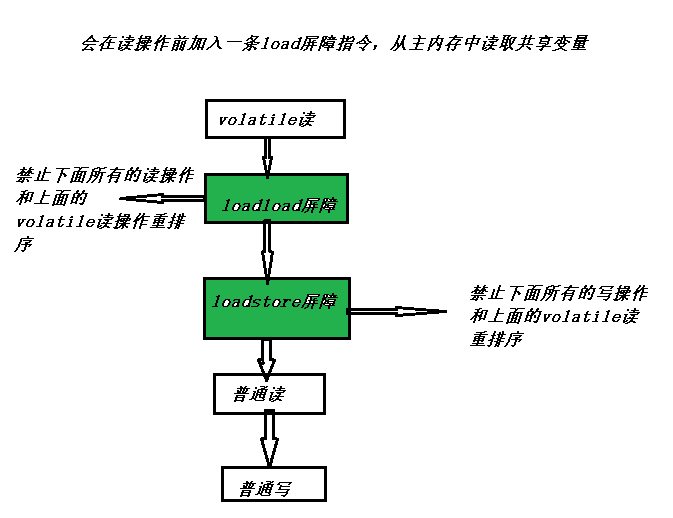 会在读操作前加入一条load屏障指令，从主内存中读取共享变量
volatile读
禁止下面所有的读操作
和上面的
volatile读操作重排
序
loadload屏障
loadstore屏障
禁止下面所有的写操作
和上面的volatile读
重排序
普通读
普通写